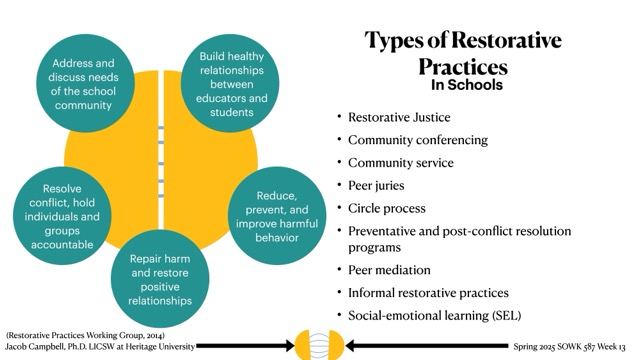 Types of Restorative
Practices
In Schools
Address and
discuss needs
of the school
community
Build healthy
relationships
between
educators and
students
Resolve
conflict, hold
individuals and
groups
accountable
Reduce,
prevent, and
improve harmful
behavior
Repair harm
and restore
positive
relationships
• Restorative Justice
• Community conferencing
• Community service
• Peer juries
• Circle process
• Preventative and post-conflict resolution
programs
• Peer mediation
• Informal restorative practices
• Social-emotional learning (SEL)
(Restorative Practices Working Group, 2014)
Jacob Campbell, Ph.D. LICSW at Heritage University
Spring 2025 SOWK 587 Week 13